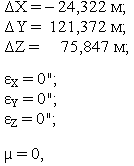 ΔX = – 24,322 м;
ΔY = 121,372 м;
ΔZ = 75,847 м;
εX = 0";
εY = 0";
εZ = 0";
μ = 0,